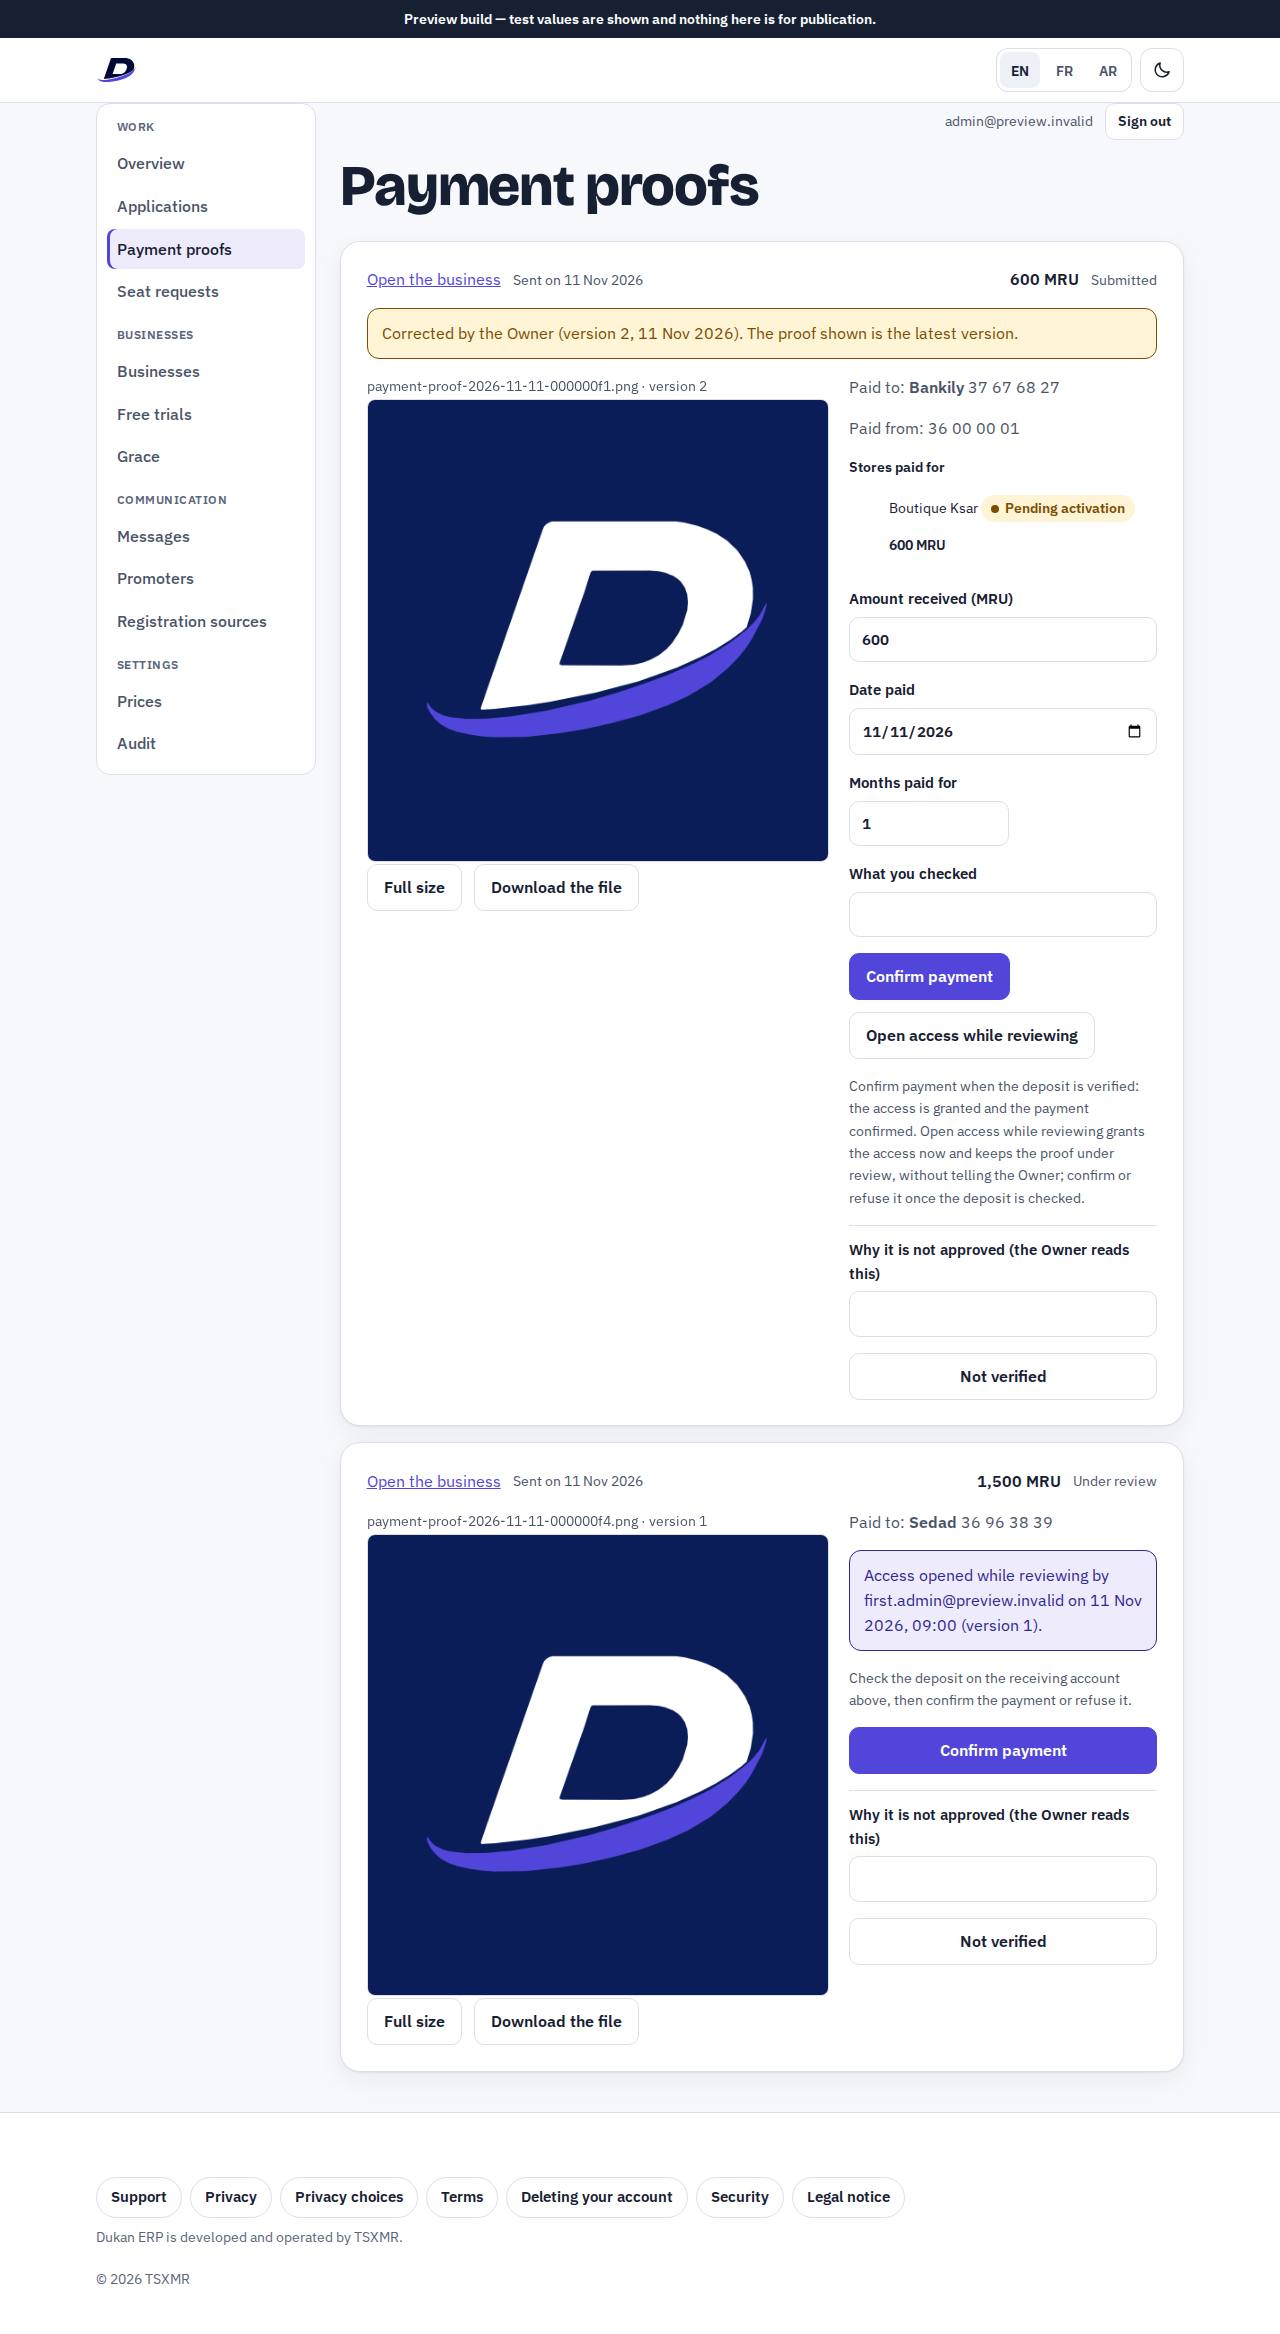 Preview build — test values are shown and nothing here is for publication.
D
EN FR AR
admin@preview.invalid Sign out
WORK
Overview
Applications
Payment proofs
Seat requests
BUSINESSES
Businesses
Free trials
Grace
COMMUNICATION
Messages
Promoters
Registration sources
SETTINGS
Prices
Audit
Payment proofs
Open the business Sent on 11 Nov 2026 600 MRU Submitted
Corrected by the Owner (version 2, 11 Nov 2026). The proof shown is the latest version.
payment-proof-2026-11-11-000000f1.png · version 2
D
Full size Download the file
Paid to: Bankily 37 67 68 27
Paid from: 36 00 00 01
Stores paid for
Boutique Ksar Pending activation
600 MRU
Amount received (MRU)
600
Date paid
11/11/2026
Months paid for
1
What you checked
Confirm payment
Open access while reviewing
Confirm payment when the deposit is verified:
the access is granted and the payment
confirmed. Open access while reviewing grants
the access now and keeps the proof under
review, without telling the Owner; confirm or
refuse it once the deposit is checked.
Why it is not approved (the Owner reads
this)
Not verified
Open the business Sent on 11 Nov 2026 1,500 MRU Under review
payment-proof-2026-11-11-000000f4.png · version 1
D
Full size Download the file
Paid to: Sedad 36 96 38 39
Access opened while reviewing by
first.admin@preview.invalid on 11 Nov
2026, 09:00 (version 1).
Check the deposit on the receiving account
above, then confirm the payment or refuse it.
Confirm payment
Why it is not approved (the Owner reads
this)
Not verified
Support Privacy Privacy choices Terms Deleting your account Security Legal notice
Dukan ERP is developed and operated by TSXMR.
© 2026 TSXMR